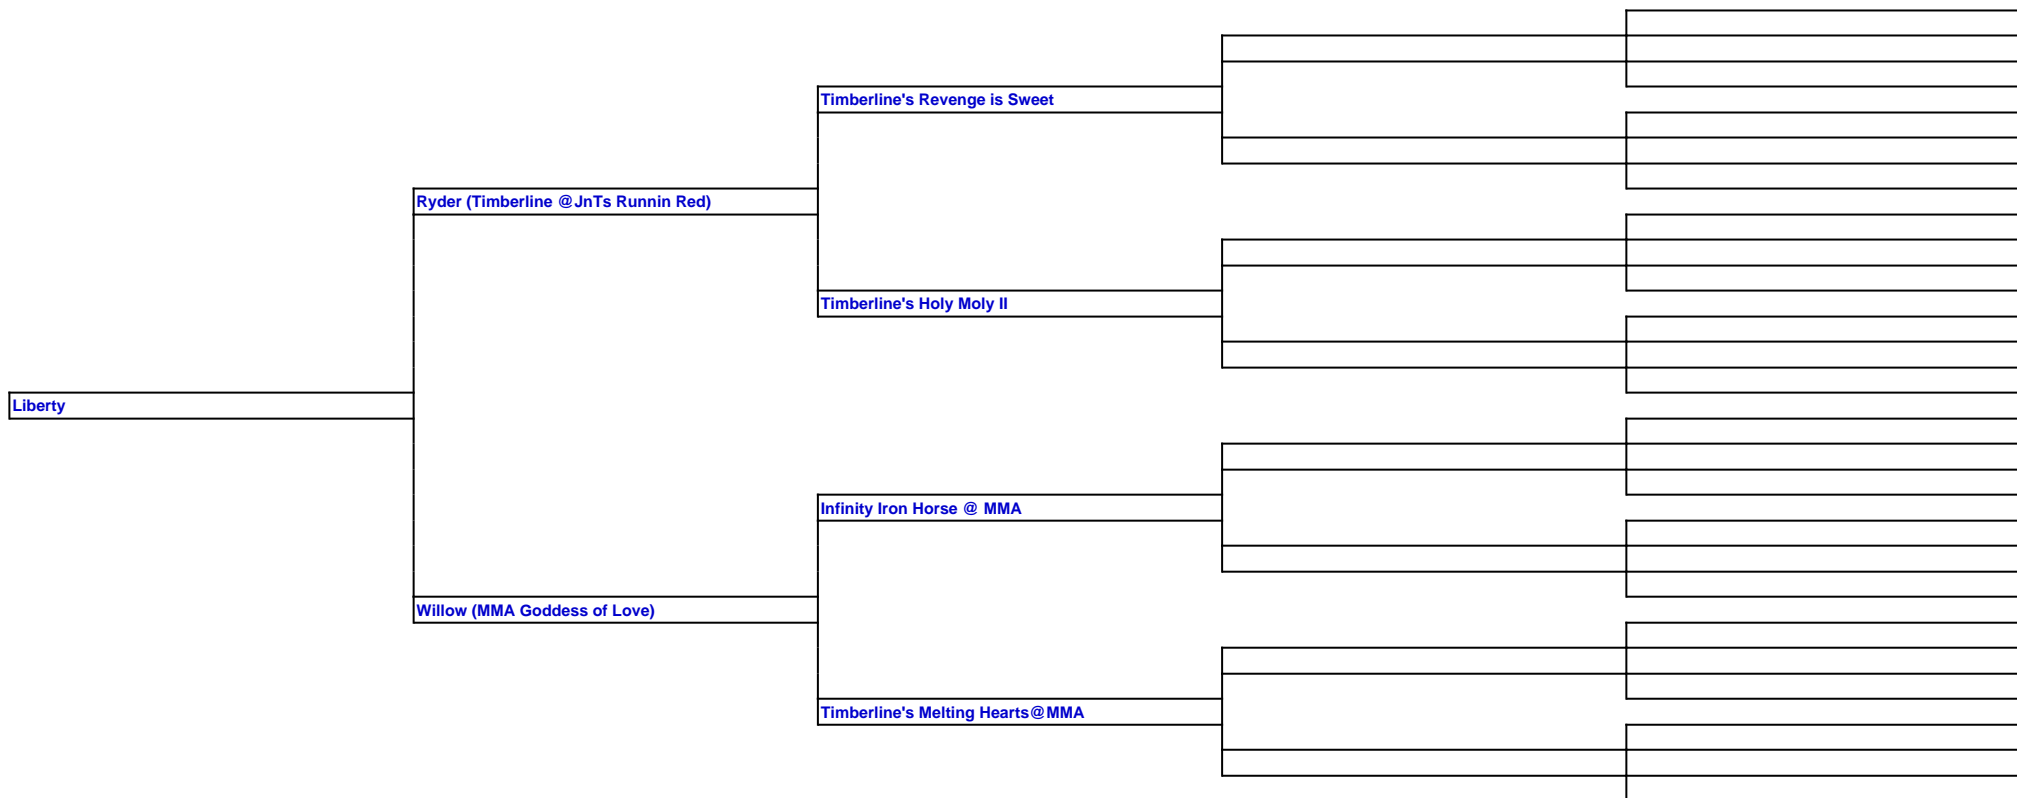 Timberline's Revenge is Sweet
Ryder (Timberline @JnTs Runnin Red)
Timberline's Holy Moly II
Liberty
Infinity Iron Horse @ MMA
Willow (MMA Goddess of Love)
Timberline's Melting Hearts@MMA